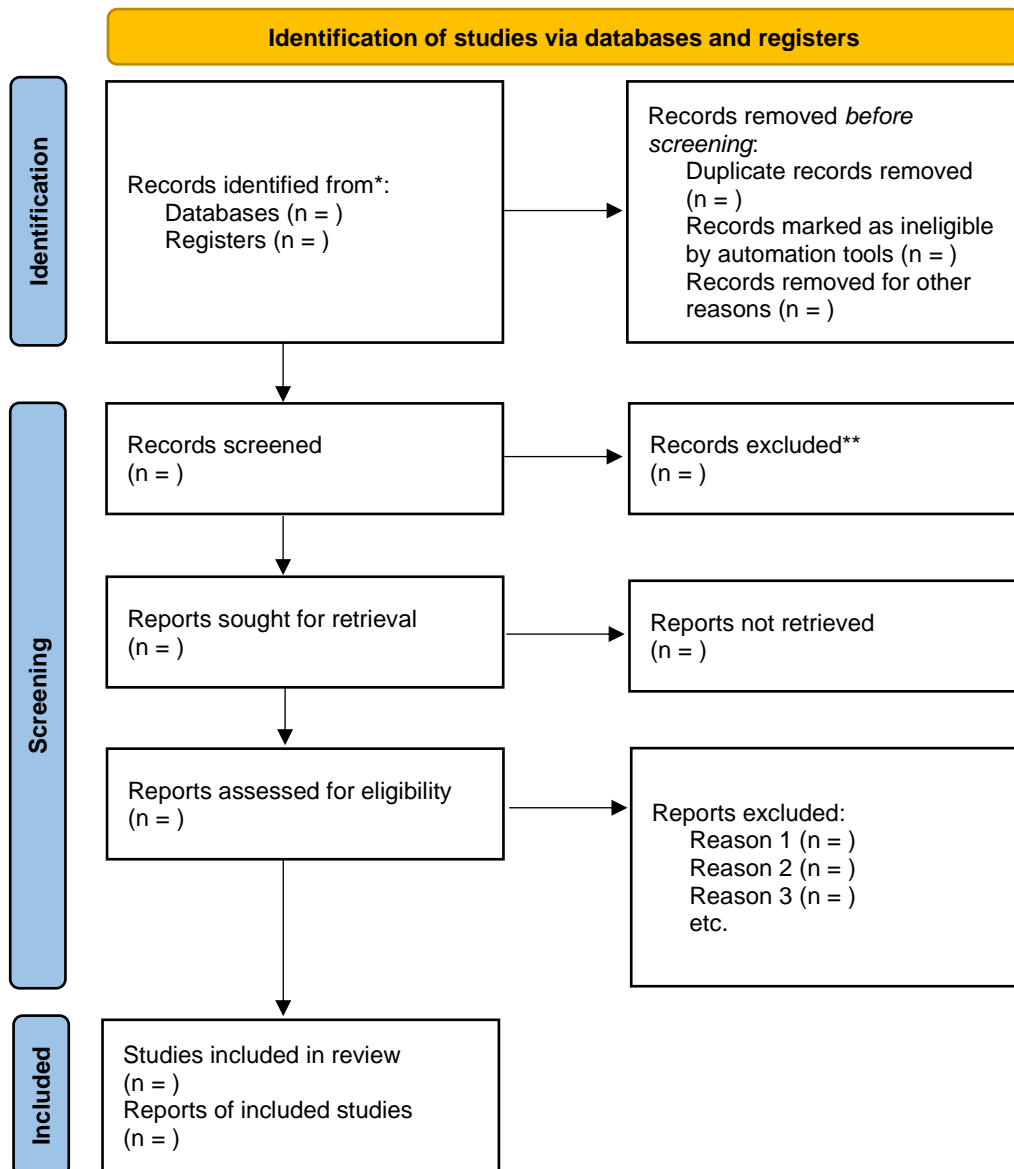 Identification of studies via databases and registers
Identification
Records identified from*:
Databases (n = )
Registers (n = )
Records removed before
screening:
Duplicate records removed
(n = )
Records marked as ineligible
by automation tools (n = )
Records removed for other
reasons (n = )
Screening
Records screened
(n = )
Records excluded**
(n = )
Reports sought for retrieval
(n = )
Reports not retrieved
(n = )
Reports assessed for eligibility
(n = )
Reports excluded:
Reason 1 (n = )
Reason 2 (n = )
Reason 3 (n = )
etc.
Included
Studies included in review
(n = )
Reports of included studies
(n = )